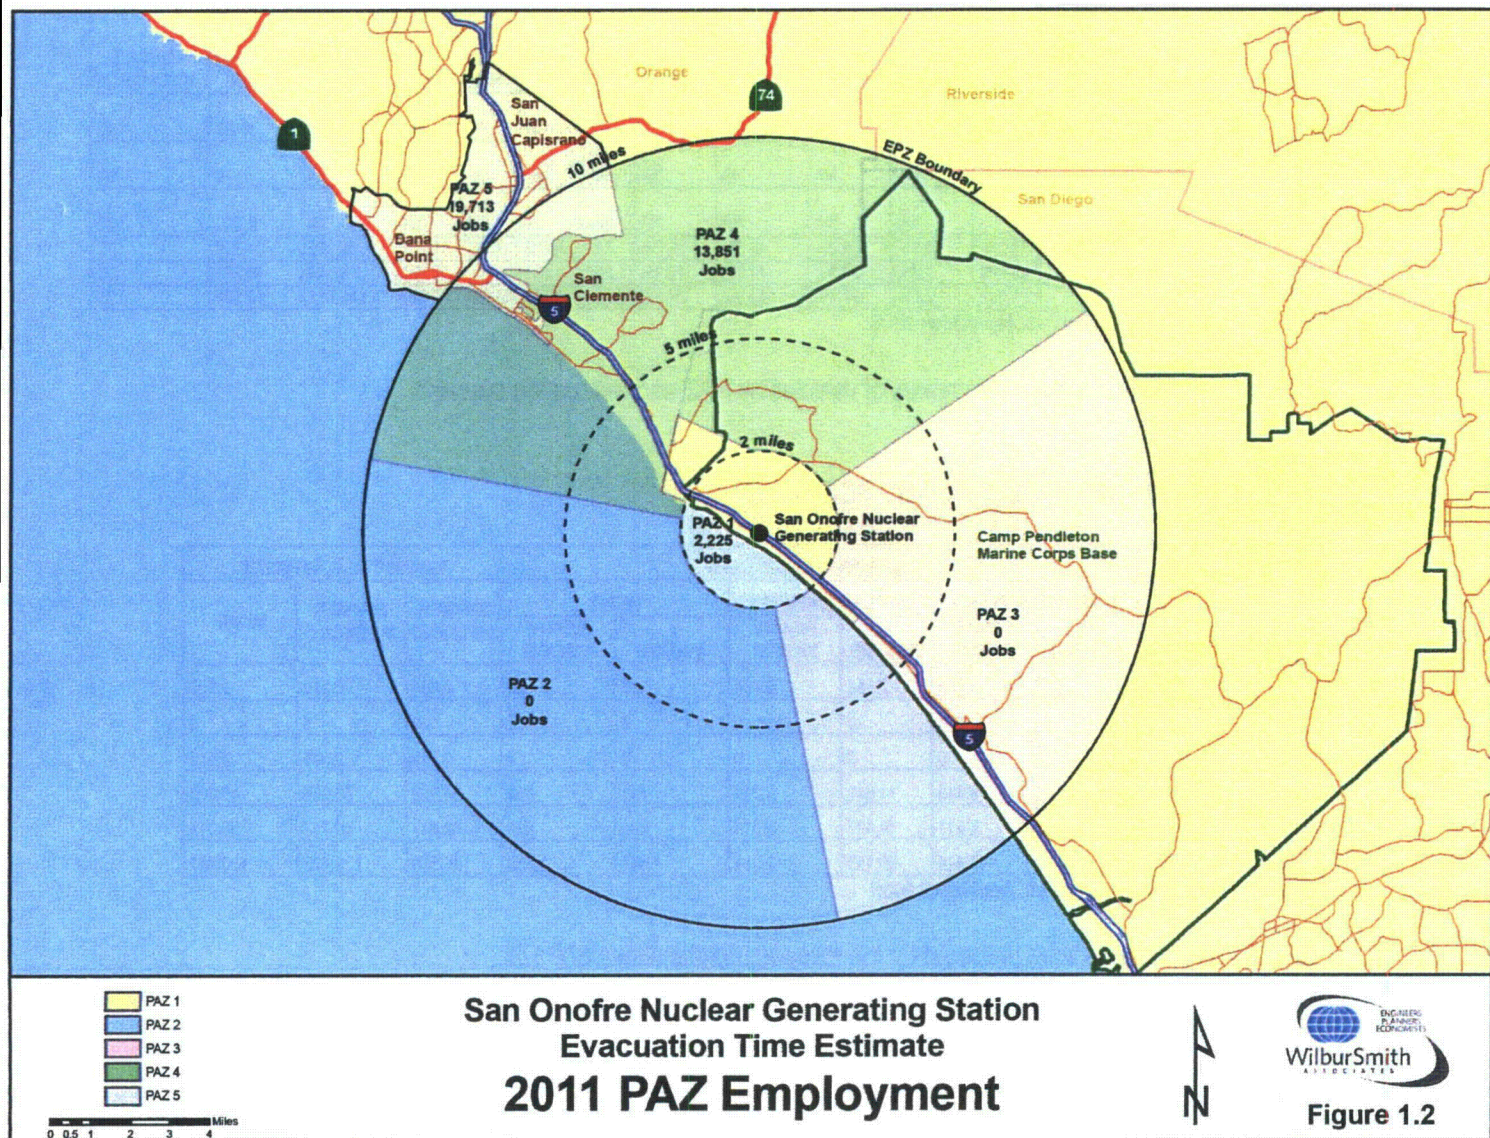 Orange
74
Riverside
San
Juan
Capisrano
1
10 miles
EPZ Boundary
PAZ 5
19,713
Jobs
San Diego
Dana
Point
PAZ 4
13,851
Jobs
San
Clemente
5
5 miles
2 miles
PAZ 1
2,225
Jobs
San Onofre Nuclear
Generating Station
Camp Pendleton
Marine Corps Base
PAZ 3
0
Jobs
PAZ 2
0
Jobs
5
PAZ 1
PAZ 2
PAZ 3
PAZ 4
PAZ 5
Miles
0 0.5 1 2 3 4
San Onofre Nuclear Generating Station
Evacuation Time Estimate
2011 PAZ Employment
N
ENGINEERS
PLANNERS
ECONOMISTS
WilburSmith
ASSOCIATES
Figure 1.2